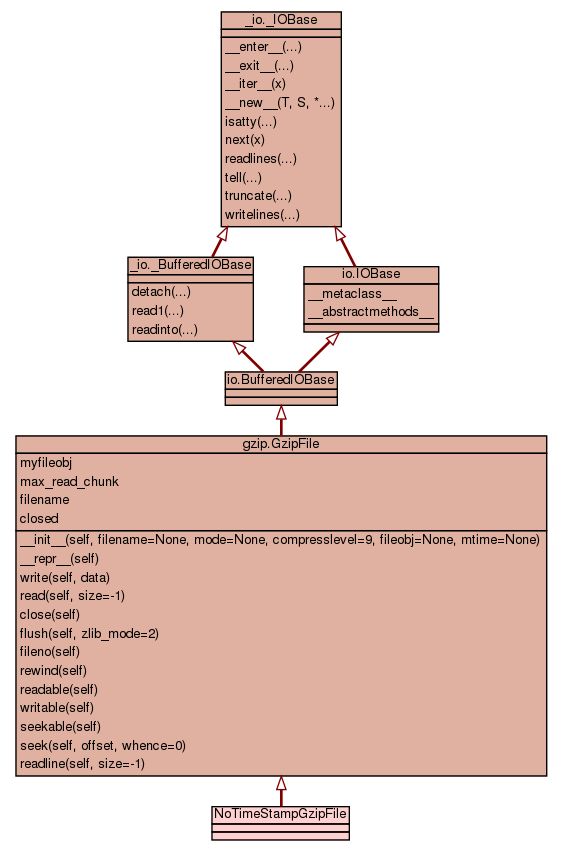 _io._IOBase
__enter__(...)
__exit__(...)
__iter__(x)
__new__(T, S, *...)
isatty(...)
next(x)
readlines(...)
tell(...)
truncate(...)
writelines(...)
_io._BufferedIOBase
detach(...)
read1(...)
readinto(...)
io.IOBase
__metaclass__
__abstractmethods__
io.BufferedIOBase
gzip.GzipFile
myfileobj
max_read_chunk
filename
closed
__init__(self, filename=None, mode=None, compresslevel=9, fileobj=None, mtime=None)
__repr__(self)
write(self, data)
read(self, size=-1)
close(self)
flush(self, zlib_mode=2)
fileno(self)
rewind(self)
readable(self)
writable(self)
seekable(self)
seek(self, offset, whence=0)
readline(self, size=-1)
NoTimeStampGzipFile